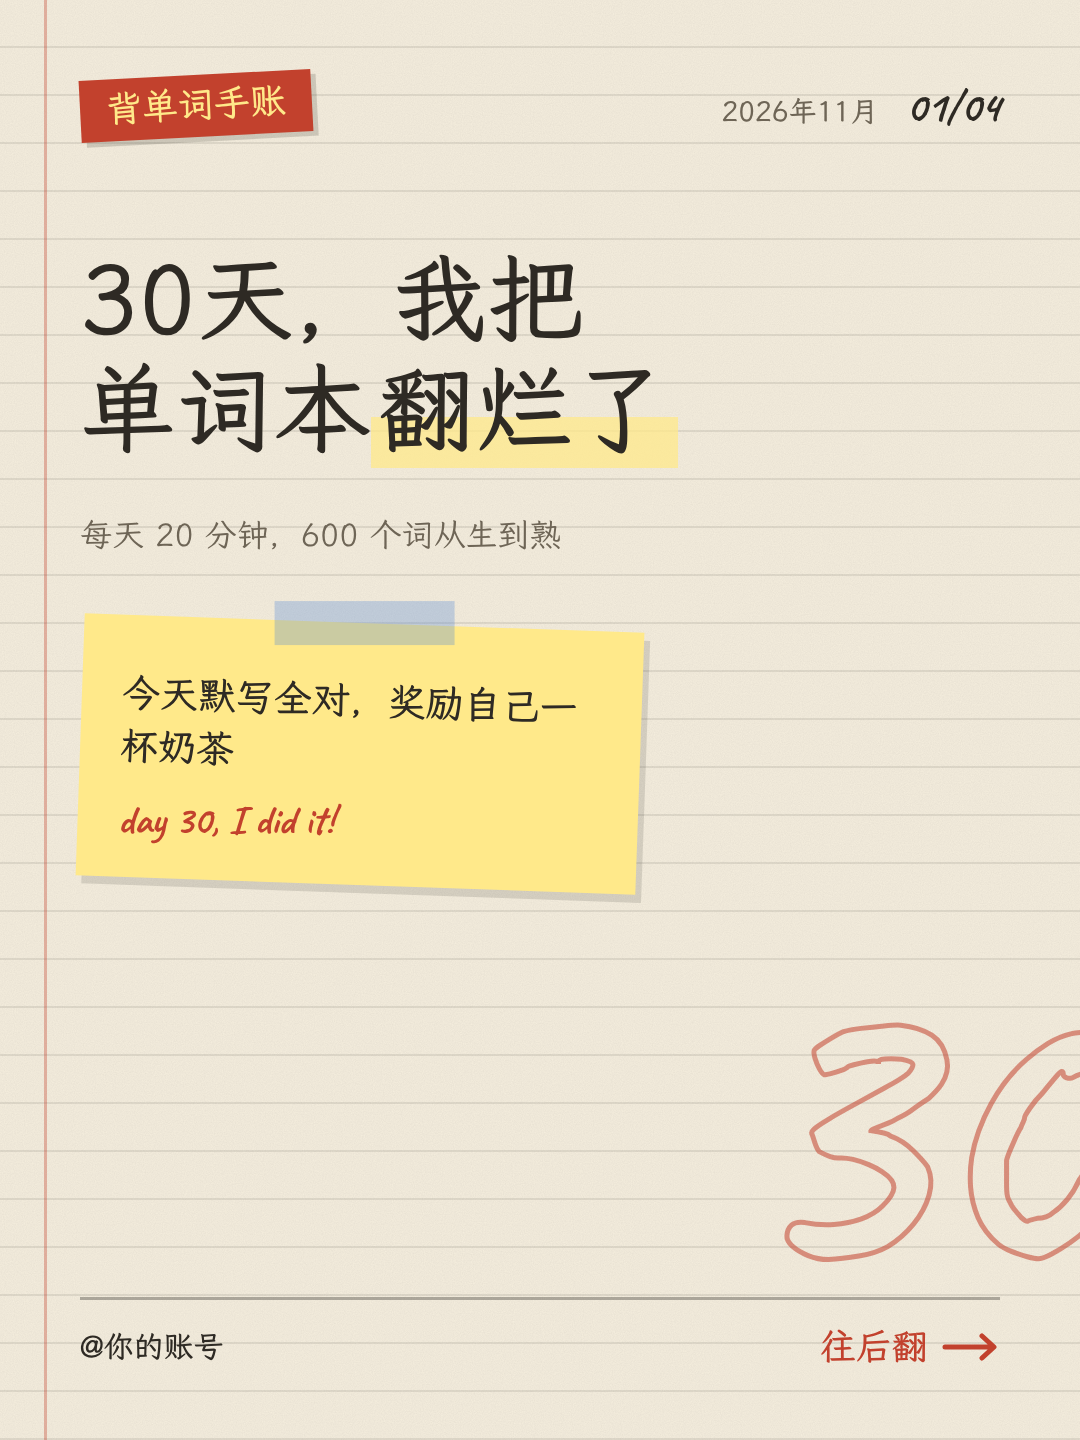 背单词手账
2026年11月 01/04
30天，我把
单词本翻烂了
每天 20 分钟，600 个词从生到熟
今天默写全对，奖励自己一
杯奶茶
day 30, I did it!
30
@你的账号
往后翻 →